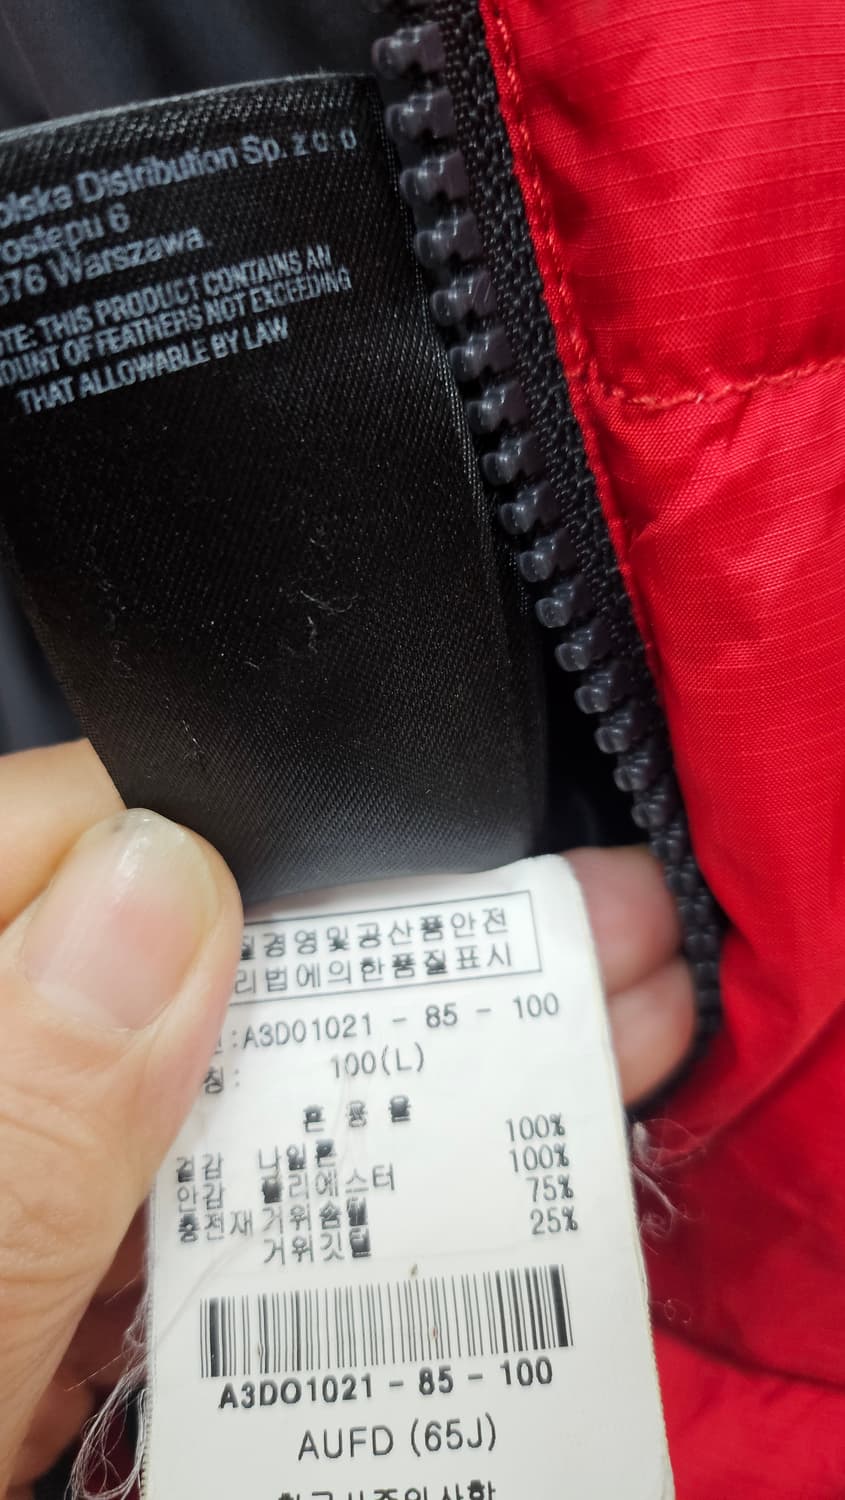 olska Distribution Sp. z o o
ostępu 6
676 Warszawa.
OTE: THIS PRODUCT CONTAINS AN
OUNT OF FEATHERS NOT EXCEEDING
THAT ALLOWABLE BY LAW
질경영및공산품안전
리법에의한품질표시
:A3DO1021 - 85 - 100
칭: 100(L)
혼 용 율
겉감 나일론 100%
안감 폴리에스터 100%
충전재 거위솜털 75%
거위깃털 25%
A3DO1021 - 85 - 100
AUFD (65J)